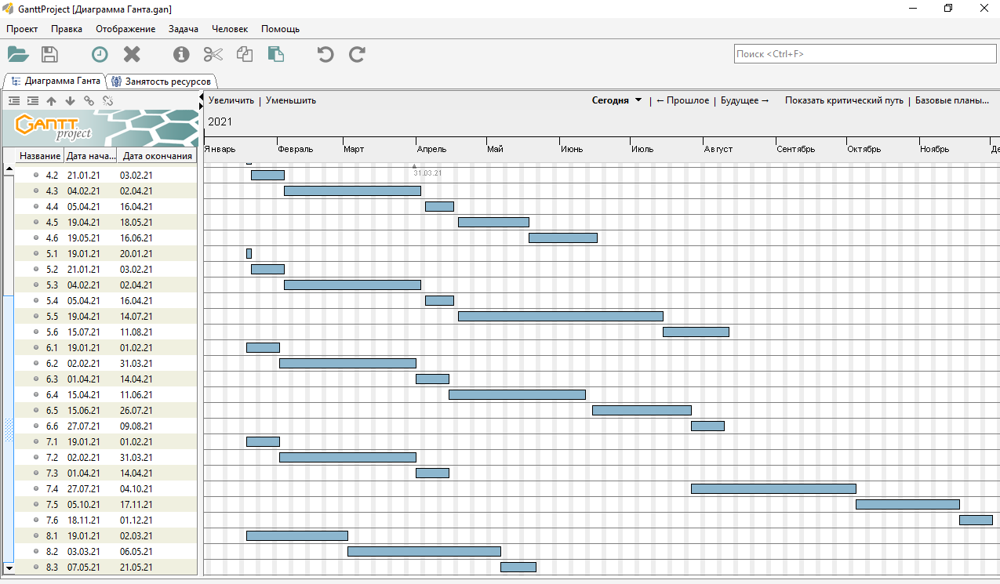 GanttProject [Диаграмма Ганта.gan]
Проект Правка Отображение Задача Человек Помощь
Поиск <Ctrl+F>
Диаграмма Ганта Занятость ресурсов
Увеличить | Уменьшить Сегодня | ← Прошлое | Будущее → Показать критический путь | Базовые планы...
GANTT project
2021
Январь Февраль Март Апрель Май Июнь Июль Август Сентябрь Октябрь Ноябрь Де
Название Дата нача... Дата окончания
31.03.21
4.2 21.01.21 03.02.21
4.3 04.02.21 02.04.21
4.4 05.04.21 16.04.21
4.5 19.04.21 18.05.21
4.6 19.05.21 16.06.21
5.1 19.01.21 20.01.21
5.2 21.01.21 03.02.21
5.3 04.02.21 02.04.21
5.4 05.04.21 16.04.21
5.5 19.04.21 14.07.21
5.6 15.07.21 11.08.21
6.1 19.01.21 01.02.21
6.2 02.02.21 31.03.21
6.3 01.04.21 14.04.21
6.4 15.04.21 11.06.21
6.5 15.06.21 26.07.21
6.6 27.07.21 09.08.21
7.1 19.01.21 01.02.21
7.2 02.02.21 31.03.21
7.3 01.04.21 14.04.21
7.4 27.07.21 04.10.21
7.5 05.10.21 17.11.21
7.6 18.11.21 01.12.21
8.1 19.01.21 02.03.21
8.2 03.03.21 06.05.21
8.3 07.05.21 21.05.21